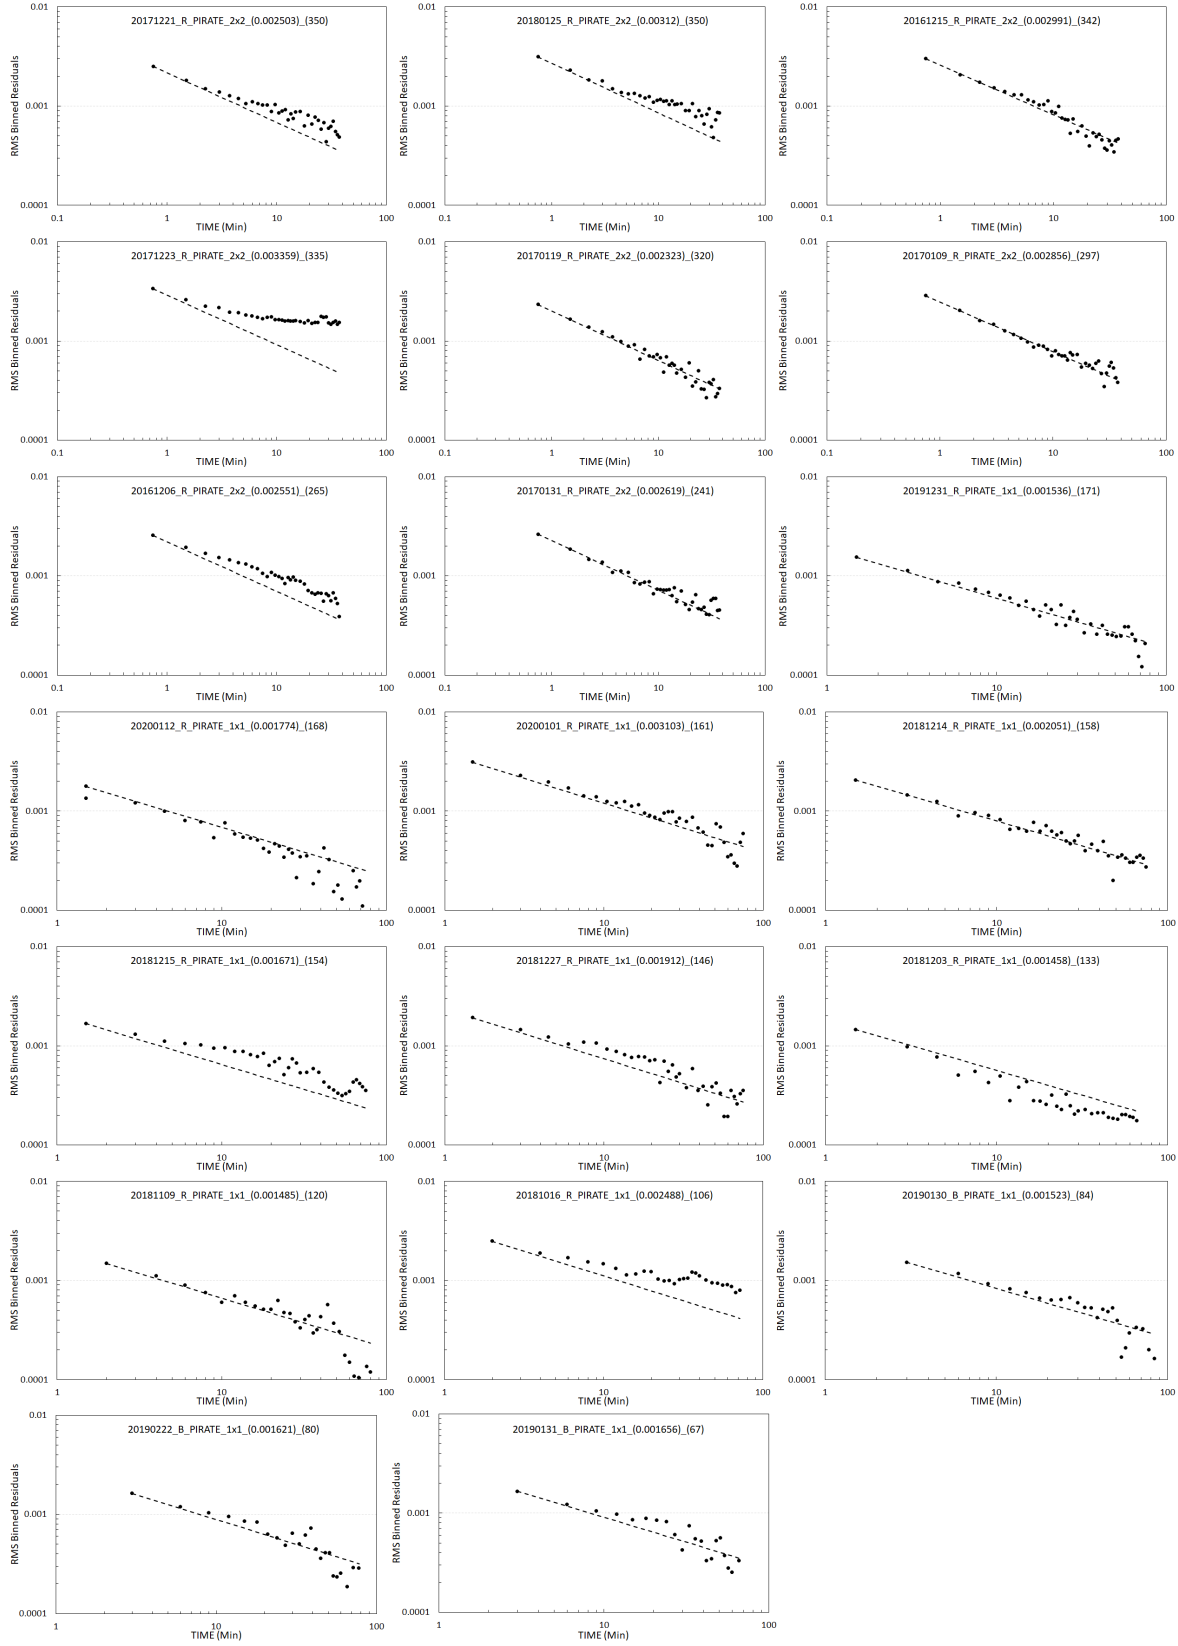 0.01
20171221_R_PIRATE_2x2_(0.002503)_(350)
RMS Binned Residuals
0.001
0.0001
0.1 1 10 100
TIME (Min)
0.01
20180125_R_PIRATE_2x2_(0.00312)_(350)
RMS Binned Residuals
0.001
0.0001
0.1 1 10 100
TIME (Min)
0.01
20161215_R_PIRATE_2x2_(0.002991)_(342)
RMS Binned Residuals
0.001
0.0001
0.1 1 10 100
TIME (Min)
0.01
20171223_R_PIRATE_2x2_(0.003359)_(335)
RMS Binned Residuals
0.001
0.0001
0.1 1 10 100
TIME (Min)
0.01
20170119_R_PIRATE_2x2_(0.002323)_(320)
RMS Binned Residuals
0.001
0.0001
0.1 1 10 100
TIME (Min)
0.01
20170109_R_PIRATE_2x2_(0.002856)_(297)
RMS Binned Residuals
0.001
0.0001
0.1 1 10 100
TIME (Min)
0.01
20161206_R_PIRATE_2x2_(0.002551)_(265)
RMS Binned Residuals
0.001
0.0001
0.1 1 10 100
TIME (Min)
0.01
20170131_R_PIRATE_2x2_(0.002619)_(241)
RMS Binned Residuals
0.001
0.0001
0.1 1 10 100
TIME (Min)
0.01
20191231_R_PIRATE_1x1_(0.001536)_(171)
RMS Binned Residuals
0.001
0.0001
1 10 100
TIME (Min)
0.01
20200112_R_PIRATE_1x1_(0.001774)_(168)
RMS Binned Residuals
0.001
0.0001
1 10 100
TIME (Min)
0.01
20200101_R_PIRATE_1x1_(0.003103)_(161)
RMS Binned Residuals
0.001
0.0001
1 10 100
TIME (Min)
0.01
20181214_R_PIRATE_1x1_(0.002051)_(158)
RMS Binned Residuals
0.001
0.0001
1 10 100
TIME (Min)
0.01
20181215_R_PIRATE_1x1_(0.001671)_(154)
RMS Binned Residuals
0.001
0.0001
1 10 100
TIME (Min)
0.01
20181227_R_PIRATE_1x1_(0.001912)_(146)
RMS Binned Residuals
0.001
0.0001
1 10 100
TIME (Min)
0.01
20181203_R_PIRATE_1x1_(0.001458)_(133)
RMS Binned Residuals
0.001
0.0001
1 10 100
TIME (Min)
0.01
20181109_R_PIRATE_1x1_(0.001485)_(120)
RMS Binned Residuals
0.001
0.0001
1 10 100
TIME (Min)
0.01
20181016_R_PIRATE_1x1_(0.002488)_(106)
RMS Binned Residuals
0.001
0.0001
1 10 100
TIME (Min)
0.01
20190130_B_PIRATE_1x1_(0.001523)_(84)
RMS Binned Residuals
0.001
0.0001
1 10 100
TIME (Min)
0.01
20190222_B_PIRATE_1x1_(0.001621)_(80)
RMS Binned Residuals
0.001
0.0001
1 10 100
TIME (Min)
0.01
20190131_B_PIRATE_1x1_(0.001656)_(67)
RMS Binned Residuals
0.001
0.0001
1 10 100
TIME (Min)